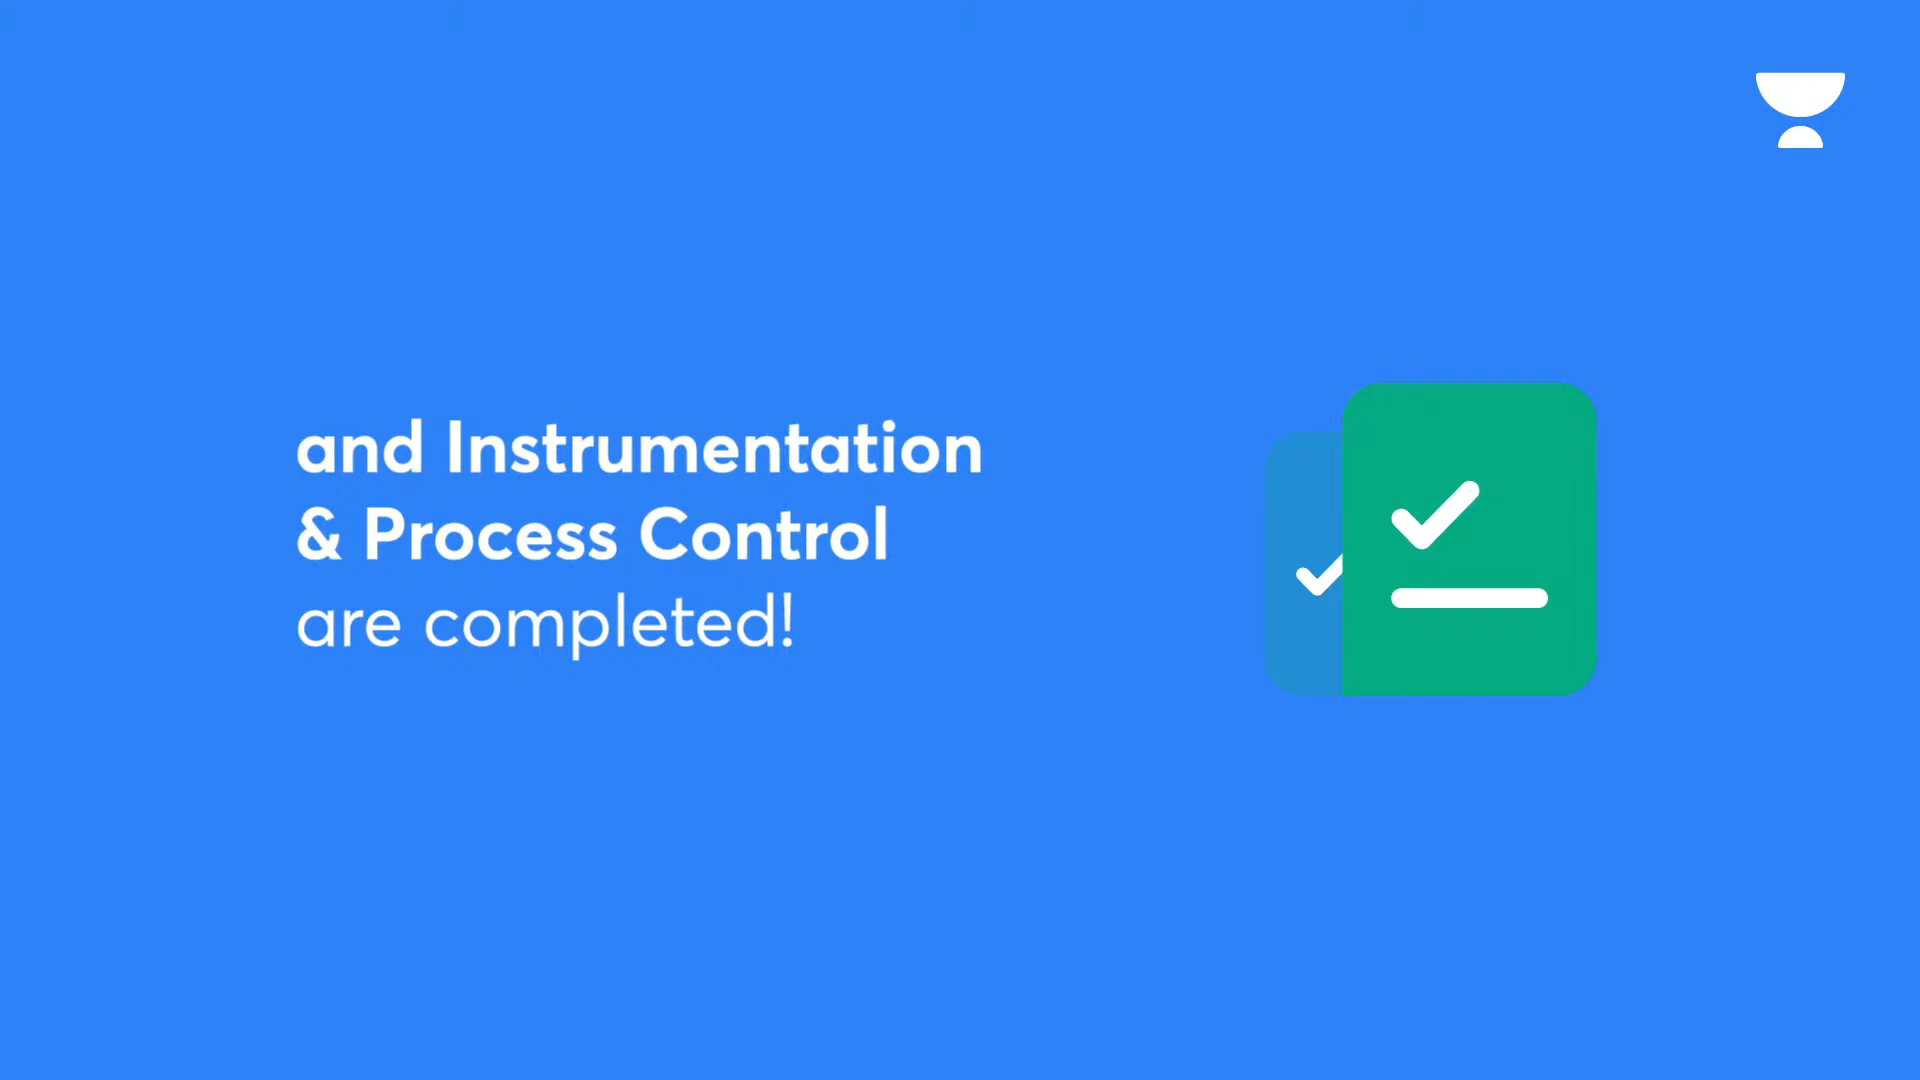 and Instrumentation
& Process Control
are completed!